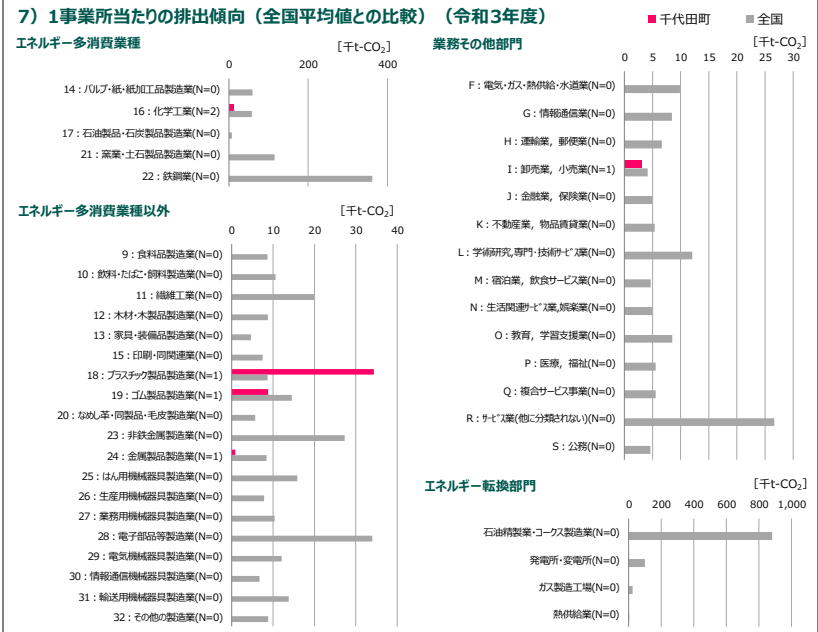 7）1事業所当たりの排出傾向（全国平均値との比較）（令和3年度）
■千代田町 ■全国
エネルギー多消費業種
[千t-CO₂]
0 200 400
14：パルプ・紙・紙加工品製造業(N=0)
16：化学工業(N=2)
17：石油製品・石炭製品製造業(N=0)
21：窯業・土石製品製造業(N=0)
22：鉄鋼業(N=0)
エネルギー多消費業種以外
[千t-CO₂]
0 10 20 30 40
9：食料品製造業(N=0)
10：飲料・たばこ・飼料製造業(N=0)
11：繊維工業(N=0)
12：木材・木製品製造業(N=0)
13：家具・装備品製造業(N=0)
15：印刷・同関連業(N=0)
18：プラスチック製品製造業(N=1)
19：ゴム製品製造業(N=1)
20：なめし革・同製品・毛皮製造業(N=0)
23：非鉄金属製造業(N=0)
24：金属製品製造業(N=1)
25：はん用機械器具製造業(N=0)
26：生産用機械器具製造業(N=0)
27：業務用機械器具製造業(N=0)
28：電子部品等製造業(N=0)
29：電気機械器具製造業(N=0)
30：情報通信機械器具製造業(N=0)
31：輸送用機械器具製造業(N=0)
32：その他の製造業(N=0)
業務その他部門
[千t-CO₂]
0 5 10 15 20 25 30
F：電気・ガス・熱供給・水道業(N=0)
G：情報通信業(N=0)
H：運輸業，郵便業(N=0)
I：卸売業，小売業(N=1)
J：金融業，保険業(N=0)
K：不動産業，物品賃貸業(N=0)
L：学術研究,専門・技術ｻｰﾋﾞｽ業(N=0)
M：宿泊業，飲食サービス業(N=0)
N：生活関連ｻｰﾋﾞｽ業,娯楽業(N=0)
O：教育，学習支援業(N=0)
P：医療，福祉(N=0)
Q：複合サービス事業(N=0)
R：ｻｰﾋﾞｽ業(他に分類されない)(N=0)
S：公務(N=0)
エネルギー転換部門
[千t-CO₂]
0 200 400 600 800 1,000
石油精製業・コークス製造業(N=0)
発電所・変電所(N=0)
ガス製造工場(N=0)
熱供給業(N=0)